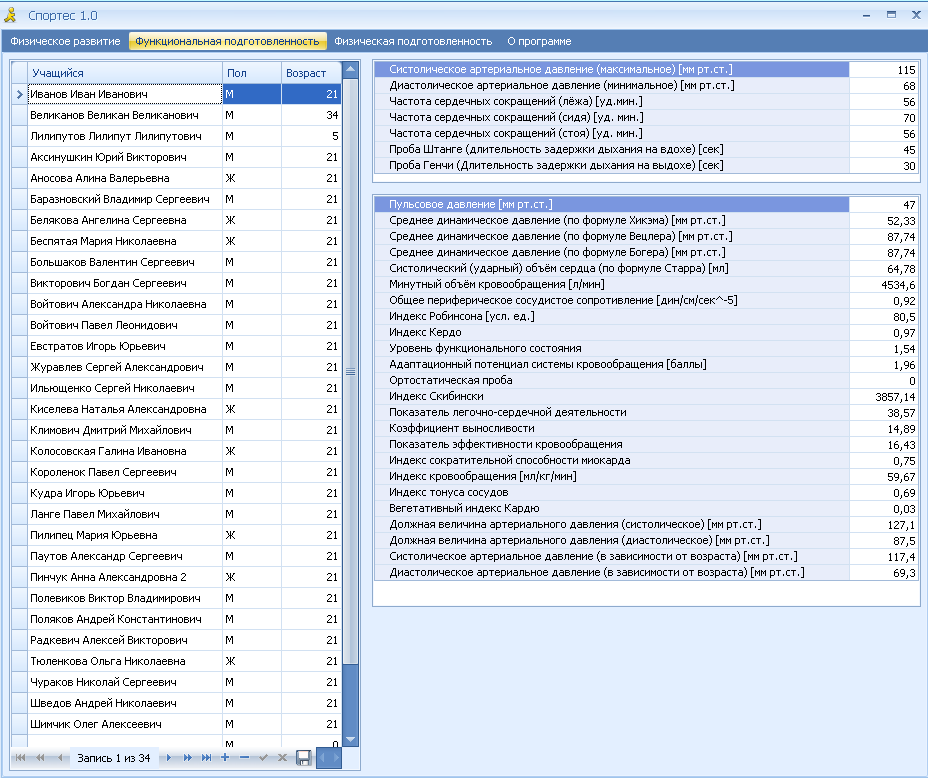 Спортес 1.0
Физическое развитие Функциональная подготовленность Физическая подготовленность О программе
Учащийся Пол Возраст
Иванов Иван Иванович М 21
Великанов Великан Великанович М 34
Лилипутов Лилипут Лилипутович М 5
Аксинушкин Юрий Викторович М 21
Аносова Алина Валерьевна Ж 21
Баразновский Владимир Сергеевич М 21
Белякова Ангелина Сергеевна Ж 21
Беспятая Мария Николаевна Ж 21
Большаков Валентин Сергеевич М 21
Викторович Богдан Сергеевич М 21
Войтович Александра Николаевна Ж 21
Войтович Павел Леонидович М 21
Евстратов Игорь Юрьевич М 21
Журавлев Сергей Александрович М 21
Ильющенко Сергей Николаевич М 21
Киселева Наталья Александровна Ж 21
Климович Дмитрий Михайлович М 21
Колосовская Галина Ивановна Ж 21
Короленок Павел Сергеевич М 21
Кудра Игорь Юрьевич М 21
Ланге Павел Михайлович М 21
Пилипец Мария Юрьевна Ж 21
Паутов Александр Сергеевич М 21
Пинчук Анна Александровна 2 Ж 21
Полевиков Виктор Владимирович М 21
Поляков Андрей Константинович М 21
Радкевич Алексей Викторович М 21
Тюленкова Ольга Николаевна Ж 21
Чураков Николай Сергеевич М 21
Шведов Андрей Николаевич М 21
Шимчик Олег Алексеевич М 21
М 0
Запись 1 из 34
Систолическое артериальное давление (максимальное) [мм рт.ст.] 115
Диастолическое артериальное давление (минимальное) [мм рт.ст.] 68
Частота сердечных сокращений (лёжа) [уд.мин.] 56
Частота сердечных сокращений (сидя) [уд. мин.] 70
Частота сердечных сокращений (стоя) [уд. мин.] 56
Проба Штанге (длительность задержки дыхания на вдохе) [сек] 45
Проба Генчи (Длительность задержки дыхания на выдохе) [сек] 30
Пульсовое давление [мм рт.ст.] 47
Среднее динамическое давление (по формуле Хикэма) [мм рт.ст.] 52,33
Среднее динамическое давление (по формуле Вецлера) [мм рт.ст.] 87,74
Среднее динамическое давление (по формуле Богера) [мм рт.ст.] 87,74
Систолический (ударный) объём сердца (по формуле Старра) [мл] 64,78
Минутный объём кровообращения [л/мин] 4534,6
Общее периферическое сосудистое сопротивление [дин/см/сек^-5] 0,92
Индекс Робинсона [усл. ед.] 80,5
Индекс Кердо 0,97
Уровень функционального состояния 1,54
Адаптационный потенциал системы кровообращения [баллы] 1,96
Ортостатическая проба 0
Индекс Скибински 3857,14
Показатель легочно-сердечной деятельности 38,57
Коэффициент выносливости 14,89
Показатель эффективности кровообращения 16,43
Индекс сократительной способности миокарда 0,75
Индекс кровообращения [мл/кг/мин] 59,67
Индекс тонуса сосудов 0,69
Вегетативный индекс Кардю 0,03
Должная величина артериального давления (систолическое) [мм рт.ст.] 127,1
Должная величина артериального давления (диастолическое) [мм рт.ст.] 87,5
Систолическое артериальное давление (в зависимости от возраста) [мм рт.ст.] 117,4
Диастолическое артериальное давление (в зависимости от возраста) [мм рт.ст.] 69,3